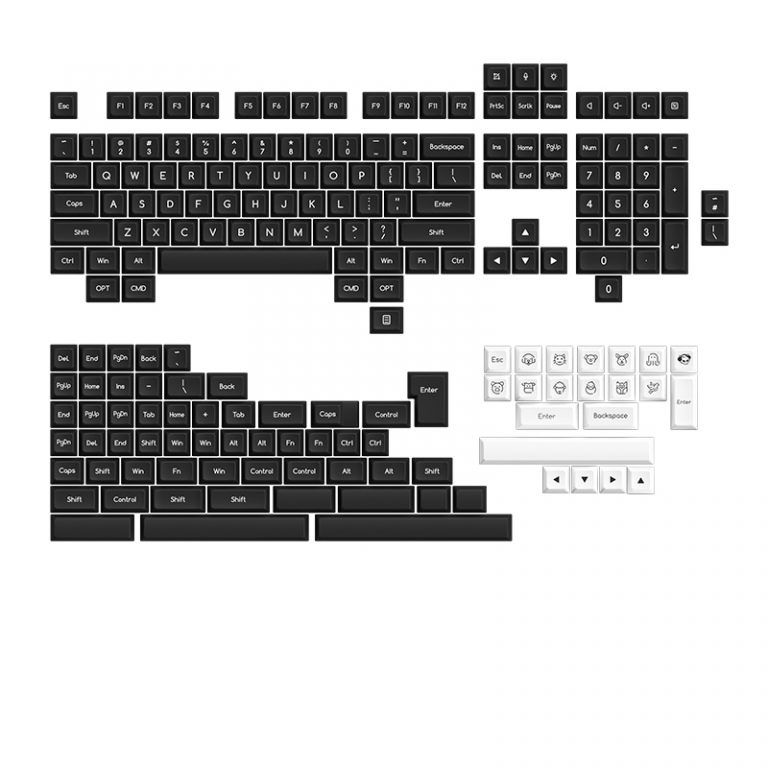 Esc F1 F2 F3 F4 F5 F6 F7 F8 F9 F10 F11 F12 PrtSc Scrlk Pause
~ ! @ # $ % ^ & * ( ) _ + Backspace Ins Home PgUp Num / * -
` 1 2 3 4 5 6 7 8 9 0 - =
Tab Q W E R T Y U I O P { } | Del End PgDn 7 8 9 +
[ ] \
Caps A S D F G H J K L : " Enter 4 5 6 #
; '
Shift Z X C V B N M < > ? Shift 1 2 3 |
, . / \
Ctrl Win Alt Alt Win Fn Ctrl 0 .
OPT CMD CMD OPT 0
Del End PgDn Back ~
Esc
PgUp Home Ins - | Back Enter
\
End PgUp PgDn Tab Home + Tab Enter Caps Control
Enter
Enter Backspace
PgDn Del End Shift Win Win Alt Alt Fn Fn Ctrl Ctrl
Caps Shift Win Fn Win Control Control Alt Alt Shift
Shift Control Shift Shift